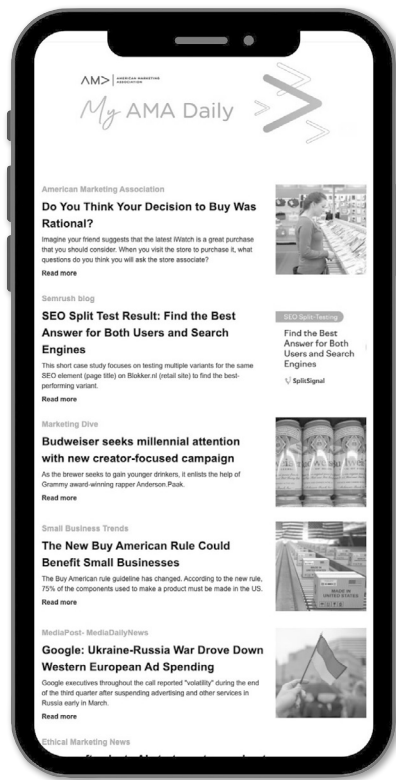 AMA AMERICAN MARKETING
ASSOCIATION
My AMA Daily
American Marketing Association
Do You Think Your Decision to Buy Was
Rational?
Imagine your friend suggests that the latest iWatch is a great purchase
that you should consider. When you visit the store to purchase it, what
questions do you think you will ask the store associate?
Read more
Semrush blog
SEO Split Test Result: Find the Best
Answer for Both Users and Search
Engines
This short case study focuses on testing multiple variants for the same
SEO element (page title) on Blokker.nl (retail site) to find the best-
performing variant.
Read more
SEO Split-Testing
Find the Best
Answer for Both
Users and Search
Engines
SplitSignal
Marketing Dive
Budweiser seeks millennial attention
with new creator-focused campaign
As the brewer seeks to gain younger drinkers, it enlists the help of
Grammy award-winning rapper Anderson.Paak.
Read more
Small Business Trends
The New Buy American Rule Could
Benefit Small Businesses
The Buy American rule guideline has changed. According to the new rule,
75% of the components used to make a product must be made in the US.
Read more
MADE IN
UNITED STATES
MediaPost- MediaDailyNews
Google: Ukraine-Russia War Drove Down
Western European Ad Spending
Google executives throughout the call reported "volatility" during the end
of the third quarter after suspending advertising and other services in
Russia early in March.
Read more
Ethical Marketing News